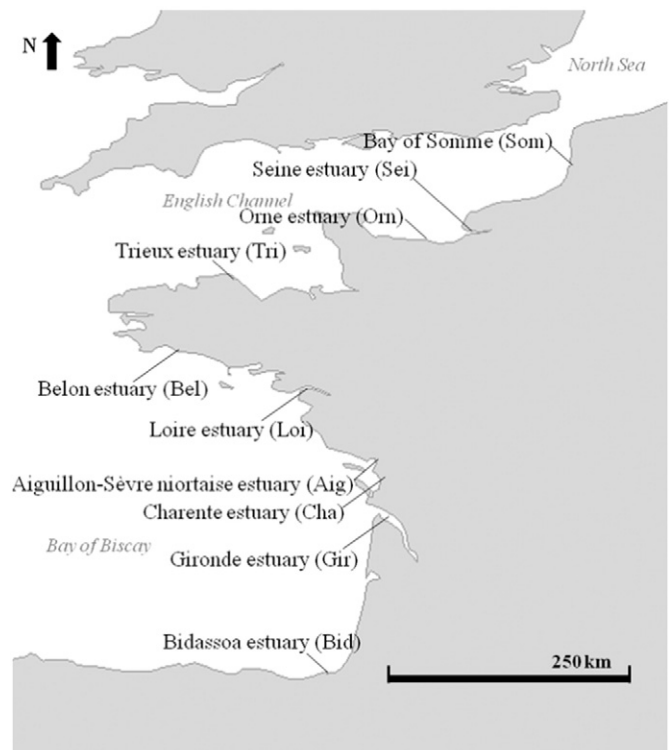 N
North Sea
Bay of Somme (Som)
Seine estuary (Sei)
English Channel
Orne estuary (Orn)
Trieux estuary (Tri)
Belon estuary (Bel)
Loire estuary (Loi)
Aiguillon-Sèvre niortaise estuary (Aig)
Charente estuary (Cha)
Bay of Biscay
Gironde estuary (Gir)
Bidassoa estuary (Bid)
250 km